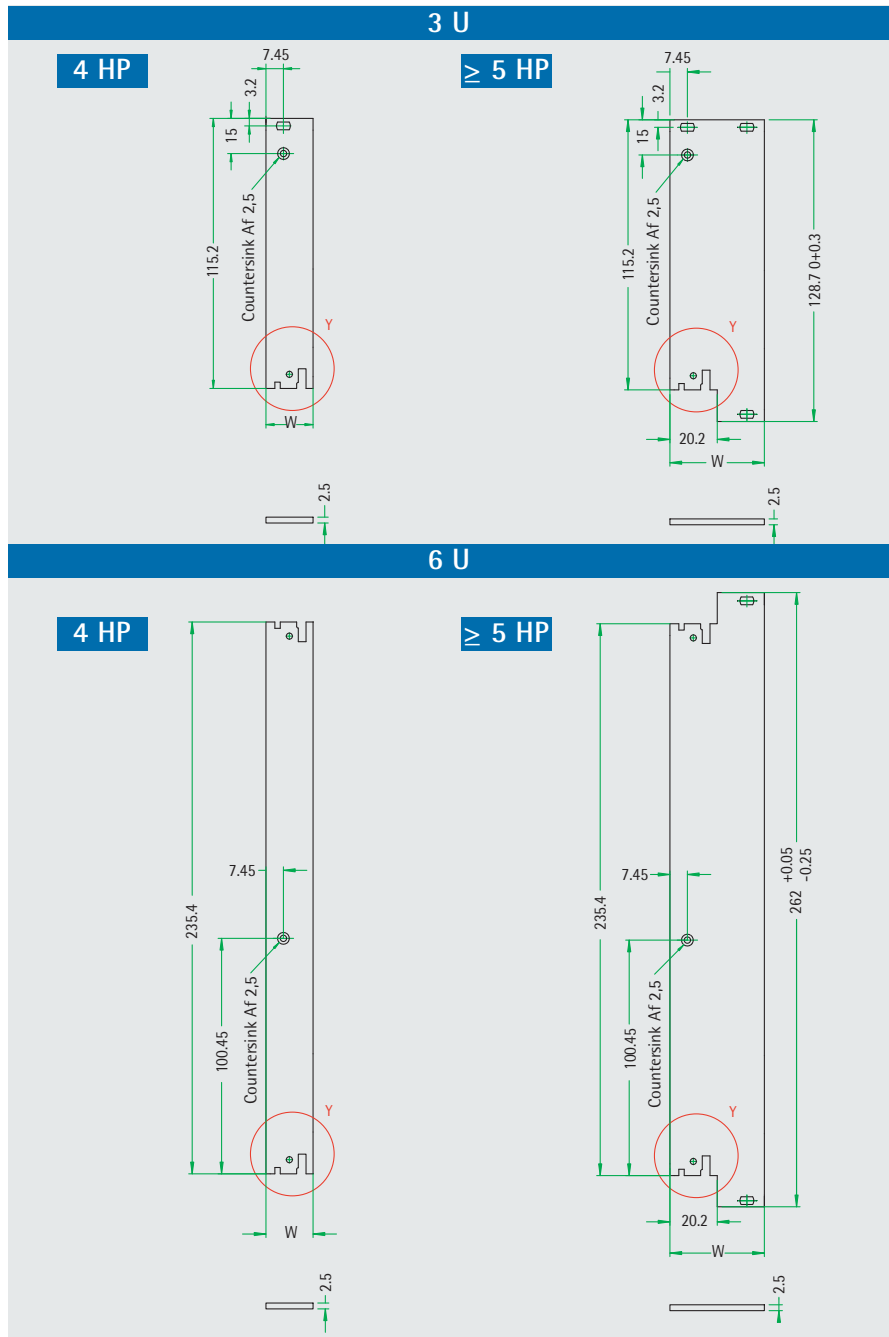 3 U
4 HP
7.45
3.2
15
115.2
Countersink Af 2,5
Y
W
2.5
≥ 5 HP
7.45
3.2
15
115.2
Countersink Af 2,5
128.7 0+0.3
Y
20.2
W
2.5
6 U
4 HP
235.4
7.45
100.45
Countersink Af 2,5
Y
W
2.5
≥ 5 HP
235.4
7.45
100.45
Countersink Af 2,5
262 +0.05
-0.25
Y
20.2
W
2.5